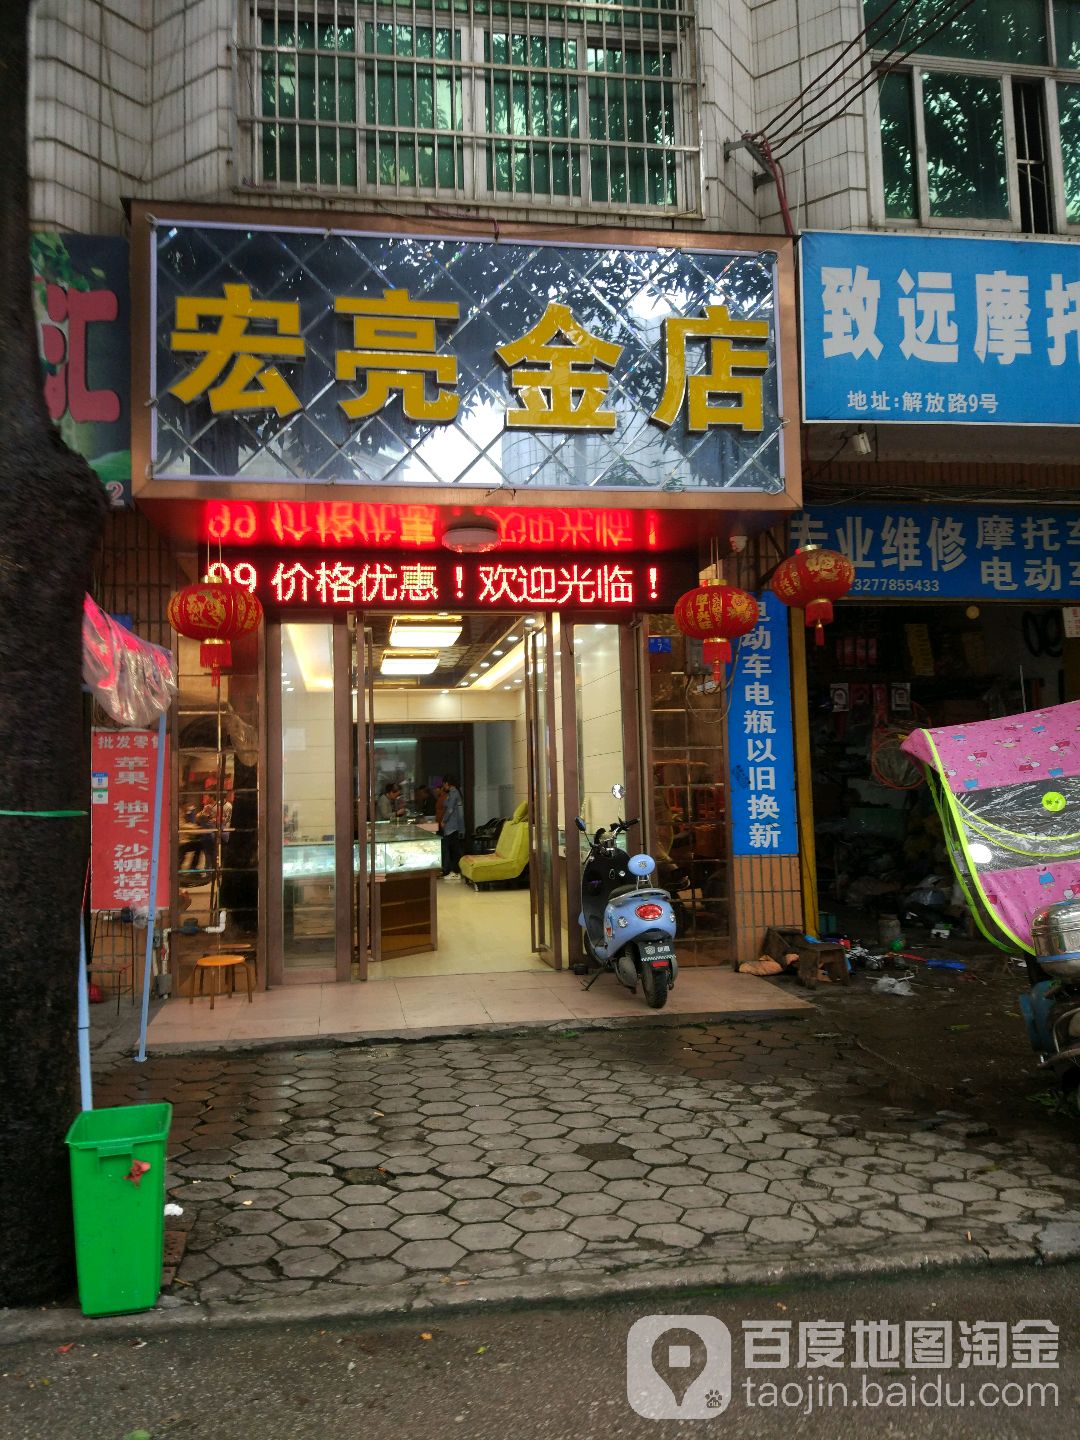 汇
2
宏亮金店
99 价格优惠！欢迎光临！
致远摩托
地址：解放路9号
专业维修
摩托车
电动车
13277855433
电动车电瓶以旧换新
批发零售
苹果、柚子、沙糖桔等
百度地图淘金
taojin.baidu.com